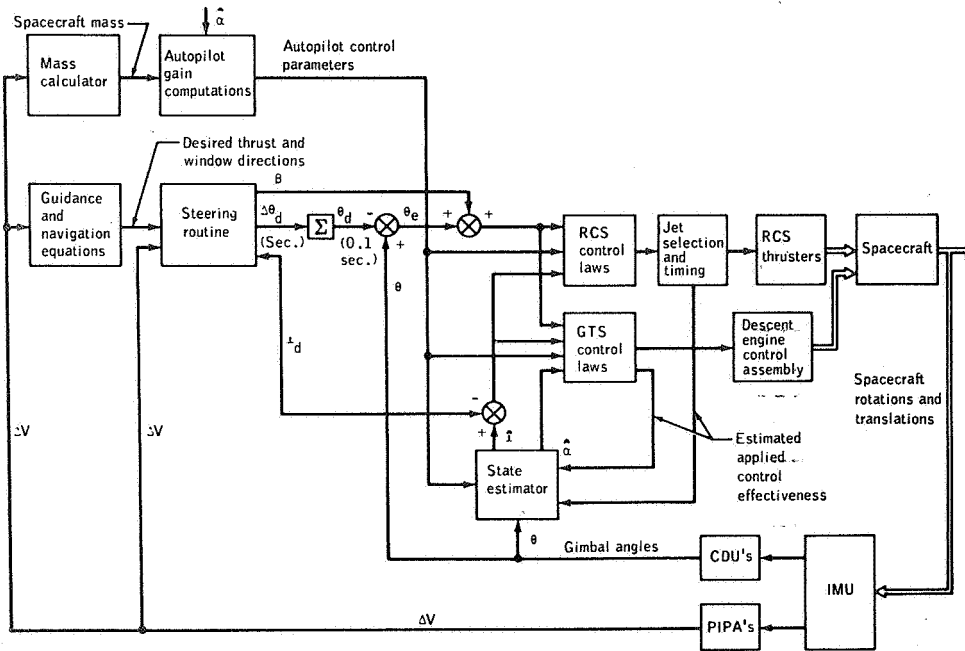 Spacecraft mass
α̂
Mass
calculator
Autopilot
gain
computations
Autopilot control
parameters
Desired thrust and
window directions
Guidance
and
navigation
equations
Steering
routine
β
Δθd
(Sec.)
Σ
θd
(0.1
sec.)
-
+
θe
+
+
θ
RCS
control
laws
Jet
selection
and
timing
RCS
thrusters
Spacecraft
GTS
control
laws
Descent
engine
control
assembly
Spacecraft
rotations and
translations
-
+
α̂
State
estimator
Estimated
applied
control
effectiveness
ΔV
ΔV
θ
Gimbal angles
CDU's
IMU
ΔV
PIPA's